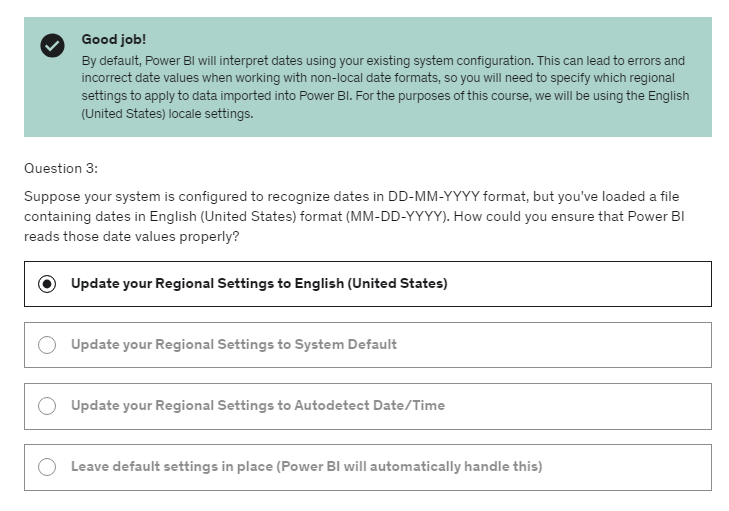 Good job!
By default, Power BI will interpret dates using your existing system configuration. This can lead to errors and
incorrect date values when working with non-local date formats, so you will need to specify which regional
settings to apply to data imported into Power BI. For the purposes of this course, we will be using the English
(United States) locale settings.
Question 3:
Suppose your system is configured to recognize dates in DD-MM-YYYY format, but you've loaded a file
containing dates in English (United States) format (MM-DD-YYYY). How could you ensure that Power BI
reads those date values properly?
Update your Regional Settings to English (United States)
Update your Regional Settings to System Default
Update your Regional Settings to Autodetect Date/Time
Leave default settings in place (Power BI will automatically handle this)